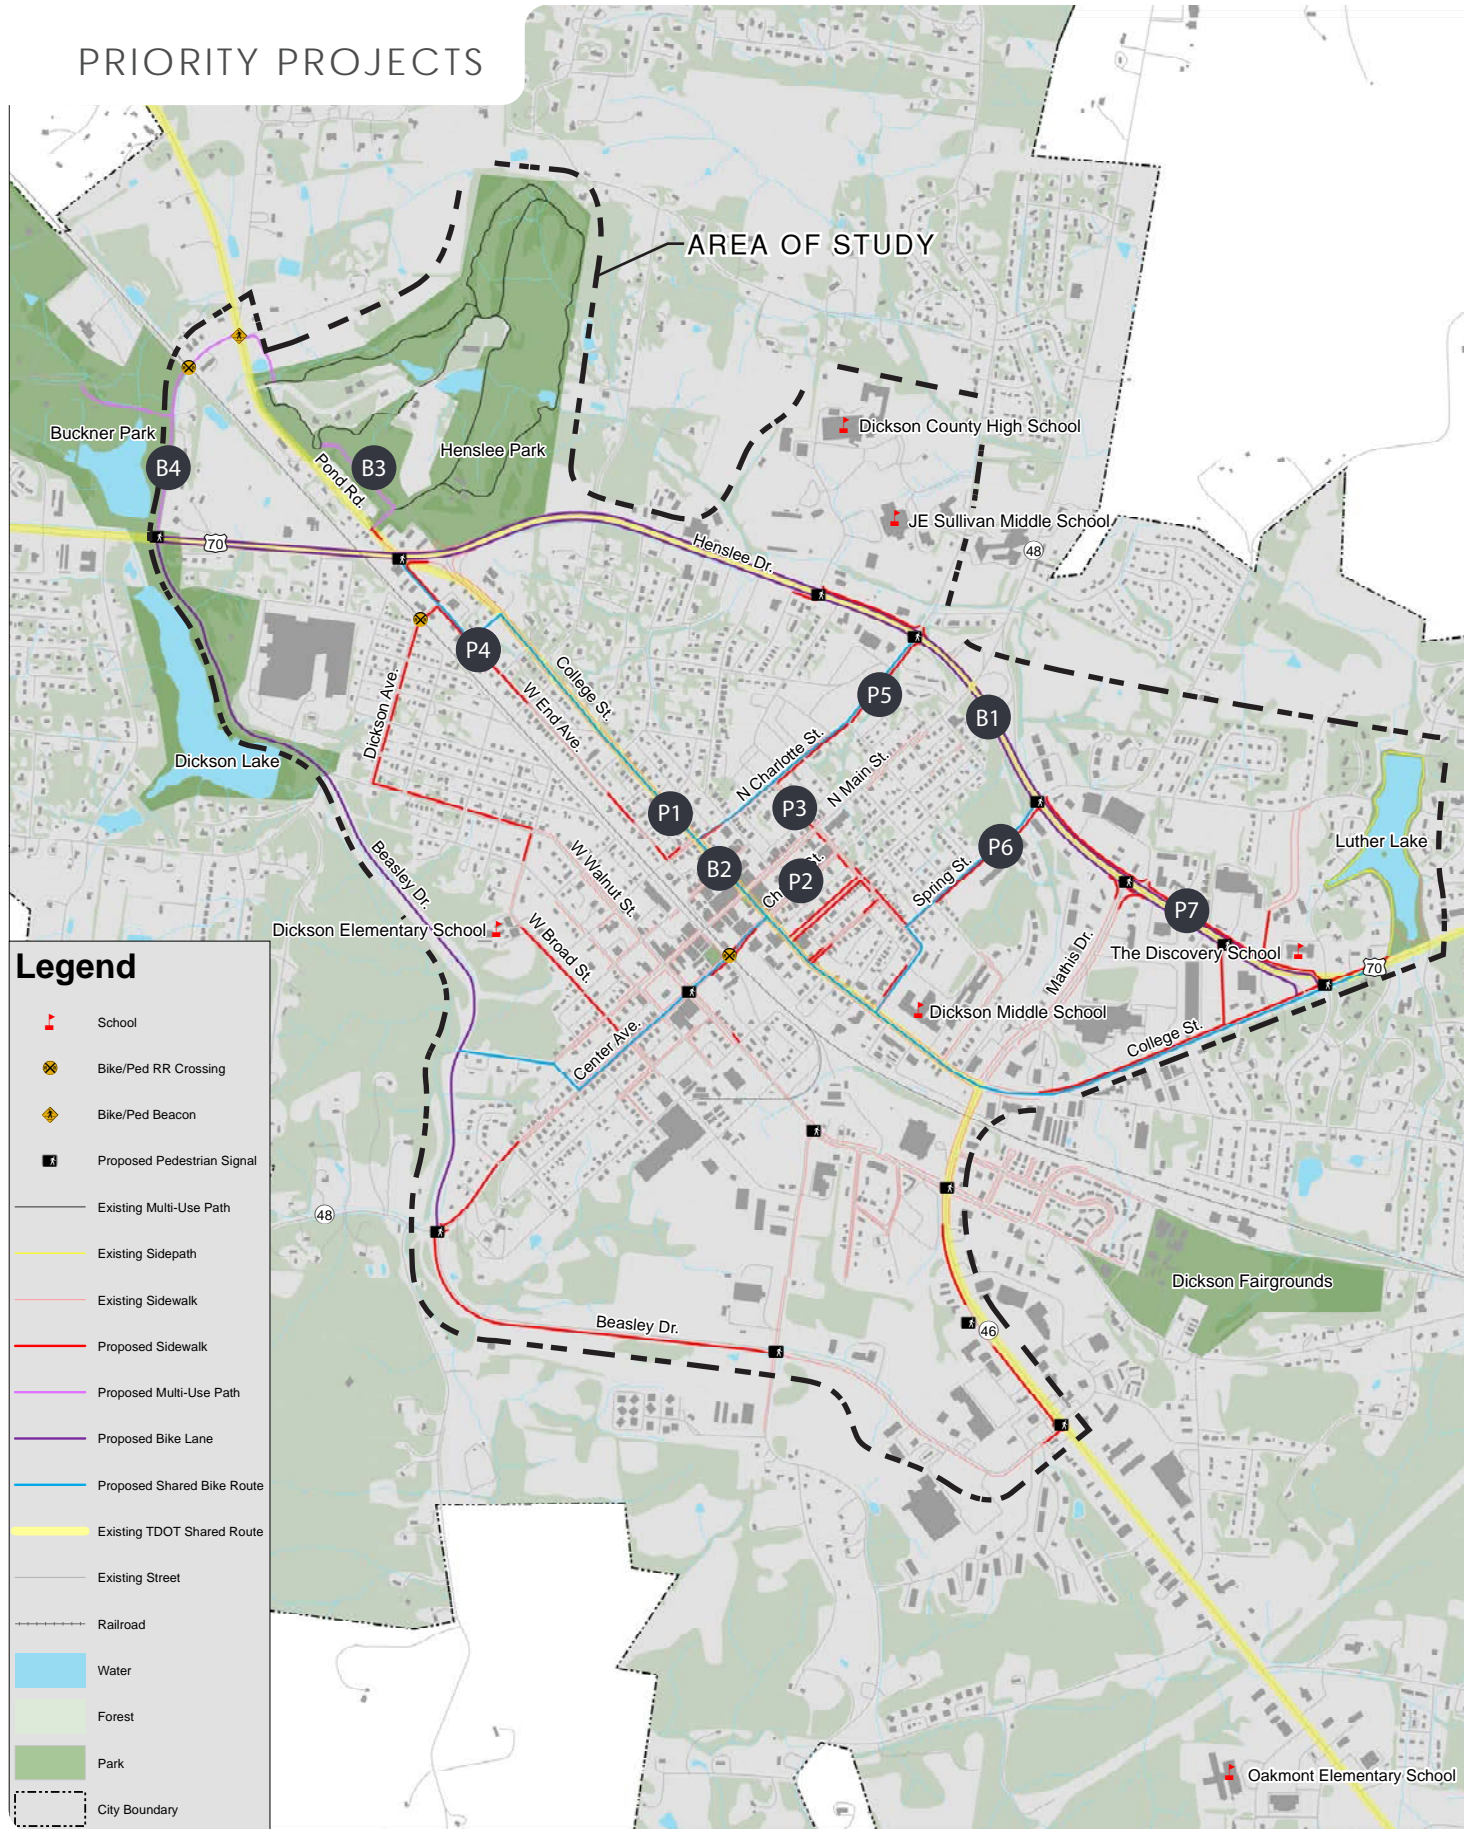 PRIORITY PROJECTS
AREA OF STUDY
Dickson County High School
Buckner Park
Henslee Park
B4
B3
Pond Rd.
JE Sullivan Middle School
70
Henslee Dr.
48
P4
College St.
P5
Dickson Ave.
W End Ave.
B1
N Charlotte St.
N Main St.
Dickson Lake
P1
P3
P6
Luther Lake
Beasley Dr.
W Walnut St.
B2
P2
St.
Spring St.
P7
Dickson Elementary School
W Broad St.
Mathis Dr.
The Discovery School
70
Dickson Middle School
Center Ave.
College St.
48
Dickson Fairgrounds
Beasley Dr.
46
Oakmont Elementary School
Legend
School
Bike/Ped RR Crossing
Bike/Ped Beacon
Proposed Pedestrian Signal
Existing Multi-Use Path
Existing Sidepath
Existing Sidewalk
Proposed Sidewalk
Proposed Multi-Use Path
Proposed Bike Lane
Proposed Shared Bike Route
Existing TDOT Shared Route
Existing Street
Railroad
Water
Forest
Park
City Boundary